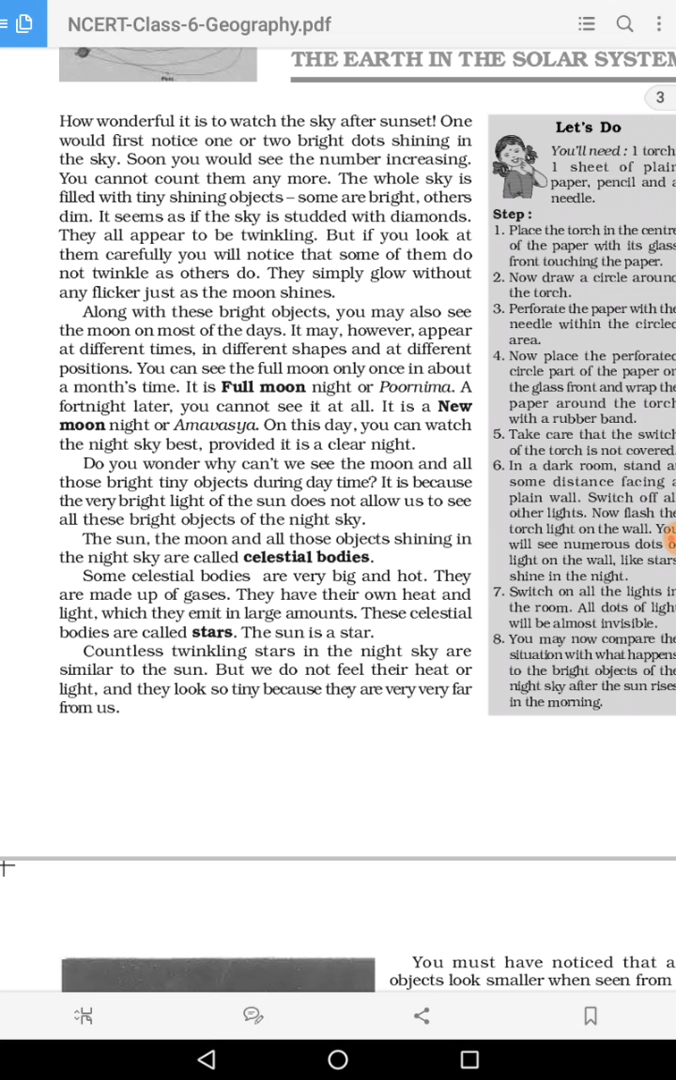 NCERT-Class-6-Geography.pdf
THE EARTH IN THE SOLAR SYSTEM
3
How wonderful it is to watch the sky after sunset! One
would first notice one or two bright dots shining in
the sky. Soon you would see the number increasing.
You cannot count them any more. The whole sky is
filled with tiny shining objects – some are bright, others
dim. It seems as if the sky is studded with diamonds.
They all appear to be twinkling. But if you look at
them carefully you will notice that some of them do
not twinkle as others do. They simply glow without
any flicker just as the moon shines.
Along with these bright objects, you may also see
the moon on most of the days. It may, however, appear
at different times, in different shapes and at different
positions. You can see the full moon only once in about
a month's time. It is Full moon night or Poornima. A
fortnight later, you cannot see it at all. It is a New
moon night or Amavasya. On this day, you can watch
the night sky best, provided it is a clear night.
Do you wonder why can't we see the moon and all
those bright tiny objects during day time? It is because
the very bright light of the sun does not allow us to see
all these bright objects of the night sky.
The sun, the moon and all those objects shining in
the night sky are called celestial bodies.
Some celestial bodies are very big and hot. They
are made up of gases. They have their own heat and
light, which they emit in large amounts. These celestial
bodies are called stars. The sun is a star.
Countless twinkling stars in the night sky are
similar to the sun. But we do not feel their heat or
light, and they look so tiny because they are very very far
from us.
Let's Do
You'll need : 1 torch
1 sheet of plain
paper, pencil and a
needle.
Step :
1. Place the torch in the centre
of the paper with its glass
front touching the paper.
2. Now draw a circle around
the torch.
3. Perforate the paper with the
needle within the circled
area.
4. Now place the perforated
circle part of the paper on
the glass front and wrap the
paper around the torch
with a rubber band.
5. Take care that the switch
of the torch is not covered.
6. In a dark room, stand a
some distance facing a
plain wall. Switch off al
other lights. Now flash the
torch light on the wall. You
will see numerous dots o
light on the wall, like stars
shine in the night.
7. Switch on all the lights in
the room. All dots of ligh
will be almost invisible.
8. You may now compare the
situation with what happens
to the bright objects of the
night sky after the sun rises
in the morning.
You must have noticed that a
objects look smaller when seen from